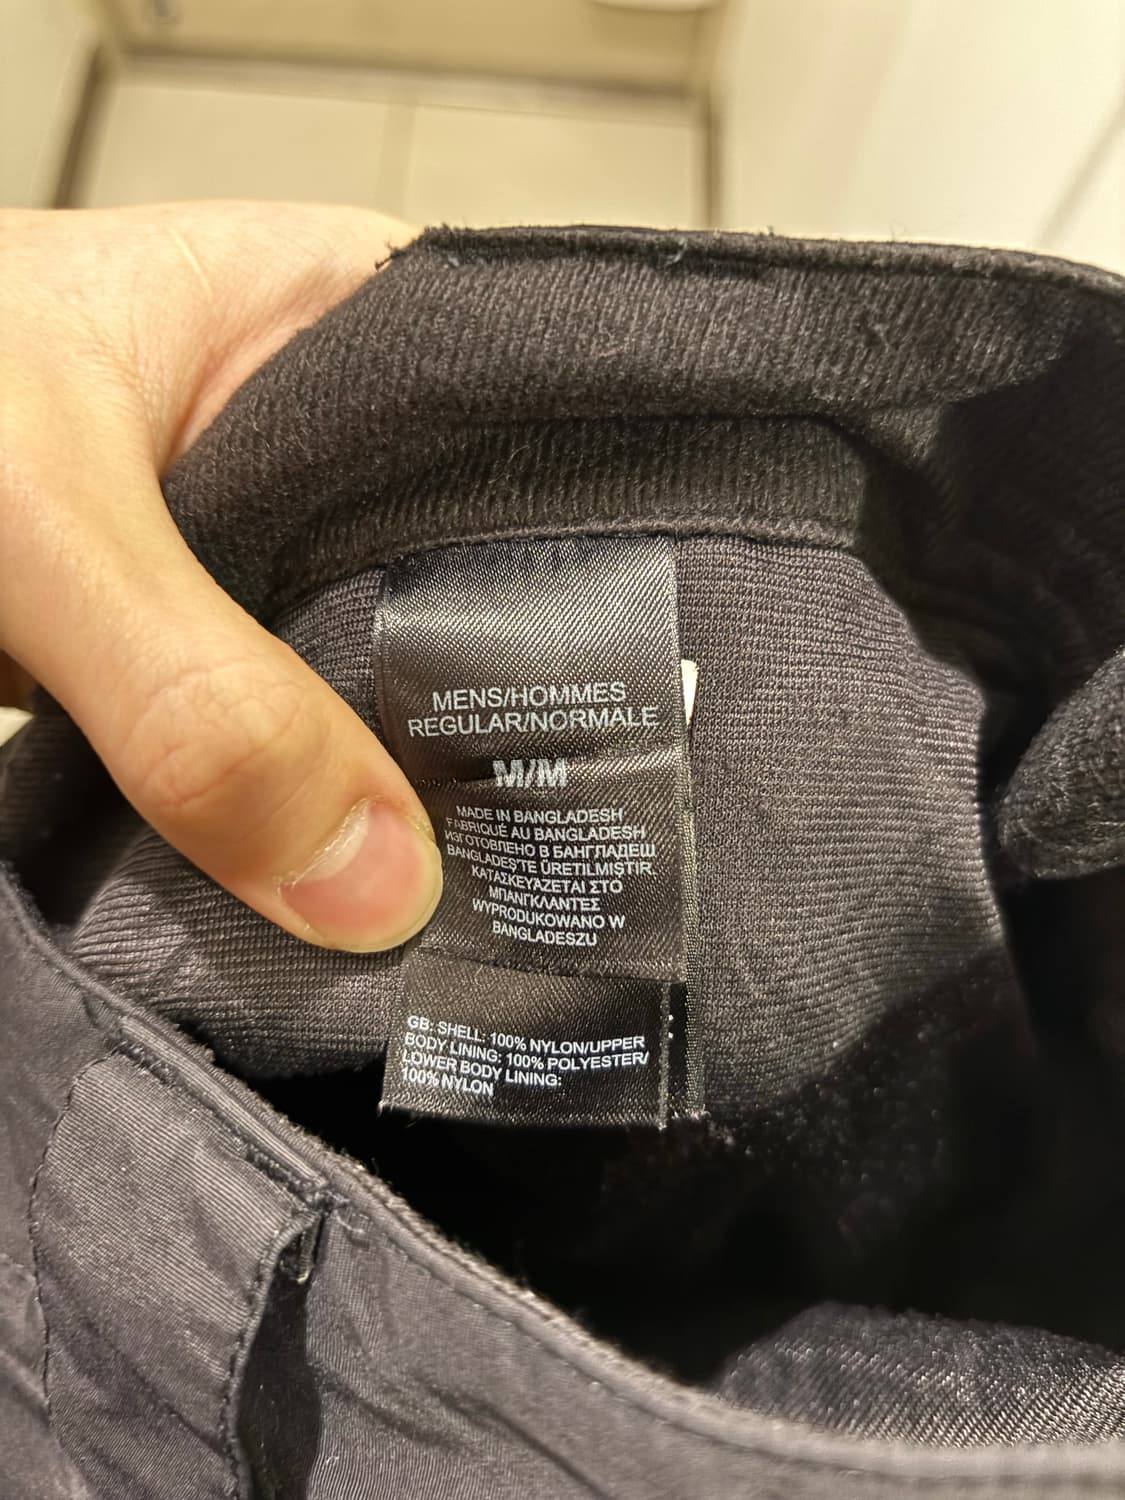 MENS/HOMMES
REGULAR/NORMALE
M/M
MADE IN BANGLADESH
FABRIQUÉ AU BANGLADESH
ИЗГОТОВЛЕНО В БАНГЛАДЕШ
BANGLADEŞ'TE ÜRETILMIŞTIR.
ΚΑΤΑΣΚΕΥΑΖΕΤΑΙ ΣΤΟ
ΜΠΑΝΓΚΛΑΝΤΕΣ
WYPRODUKOWANO W
BANGLADESZU
GB: SHELL: 100% NYLON/UPPER
BODY LINING: 100% POLYESTER/
LOWER BODY LINING:
100% NYLON